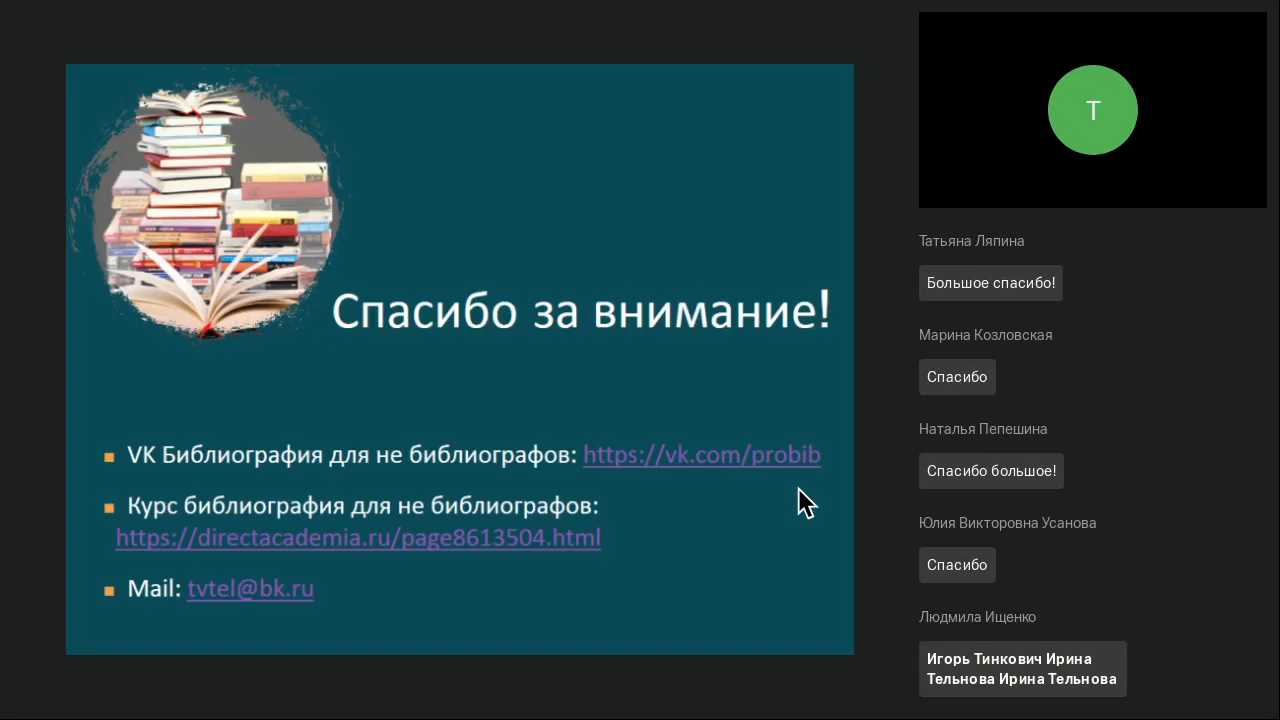 Спасибо за внимание!
VK Библиография для не библиографов: https://vk.com/probib
Курс библиография для не библиографов:
https://directacademia.ru/page8613504.html
Mail: tvtel@bk.ru
T
Татьяна Ляпина
Большое спасибо!
Марина Козловская
Спасибо
Наталья Пепешина
Спасибо большое!
Юлия Викторовна Усанова
Спасибо
Людмила Ищенко
Игорь Тинкович Ирина
Тельнова Ирина Тельнова